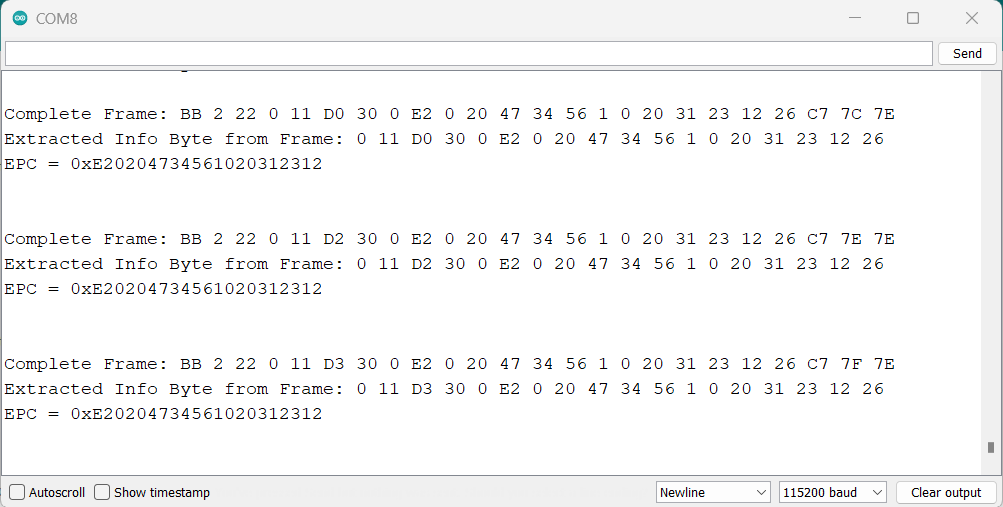 COM8
Send
Complete Frame: BB 2 22 0 11 D0 30 0 E2 0 20 47 34 56 1 0 20 31 23 12 26 C7 7C 7E
Extracted Info Byte from Frame: 0 11 D0 30 0 E2 0 20 47 34 56 1 0 20 31 23 12 26
EPC = 0xE20204734561020312312
Complete Frame: BB 2 22 0 11 D2 30 0 E2 0 20 47 34 56 1 0 20 31 23 12 26 C7 7E 7E
Extracted Info Byte from Frame: 0 11 D2 30 0 E2 0 20 47 34 56 1 0 20 31 23 12 26
EPC = 0xE20204734561020312312
Complete Frame: BB 2 22 0 11 D3 30 0 E2 0 20 47 34 56 1 0 20 31 23 12 26 C7 7F 7E
Extracted Info Byte from Frame: 0 11 D3 30 0 E2 0 20 47 34 56 1 0 20 31 23 12 26
EPC = 0xE20204734561020312312
Autoscroll Show timestamp Newline 115200 baud Clear output